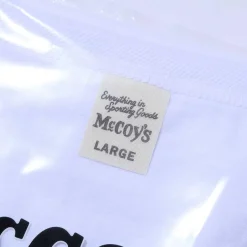 Everything in
Sporting Goods
McCOY'S
LARGE